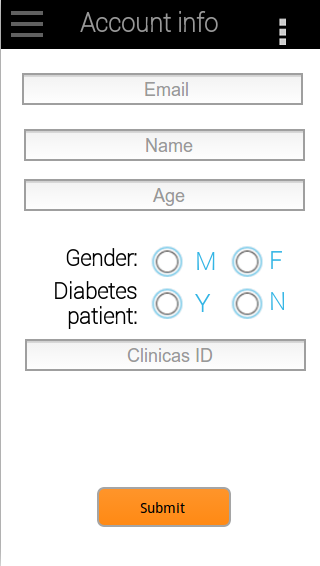 Account info
Email
Name
Age
Gender: M F
Diabetes
patient: Y N
Clinicas ID
Submit